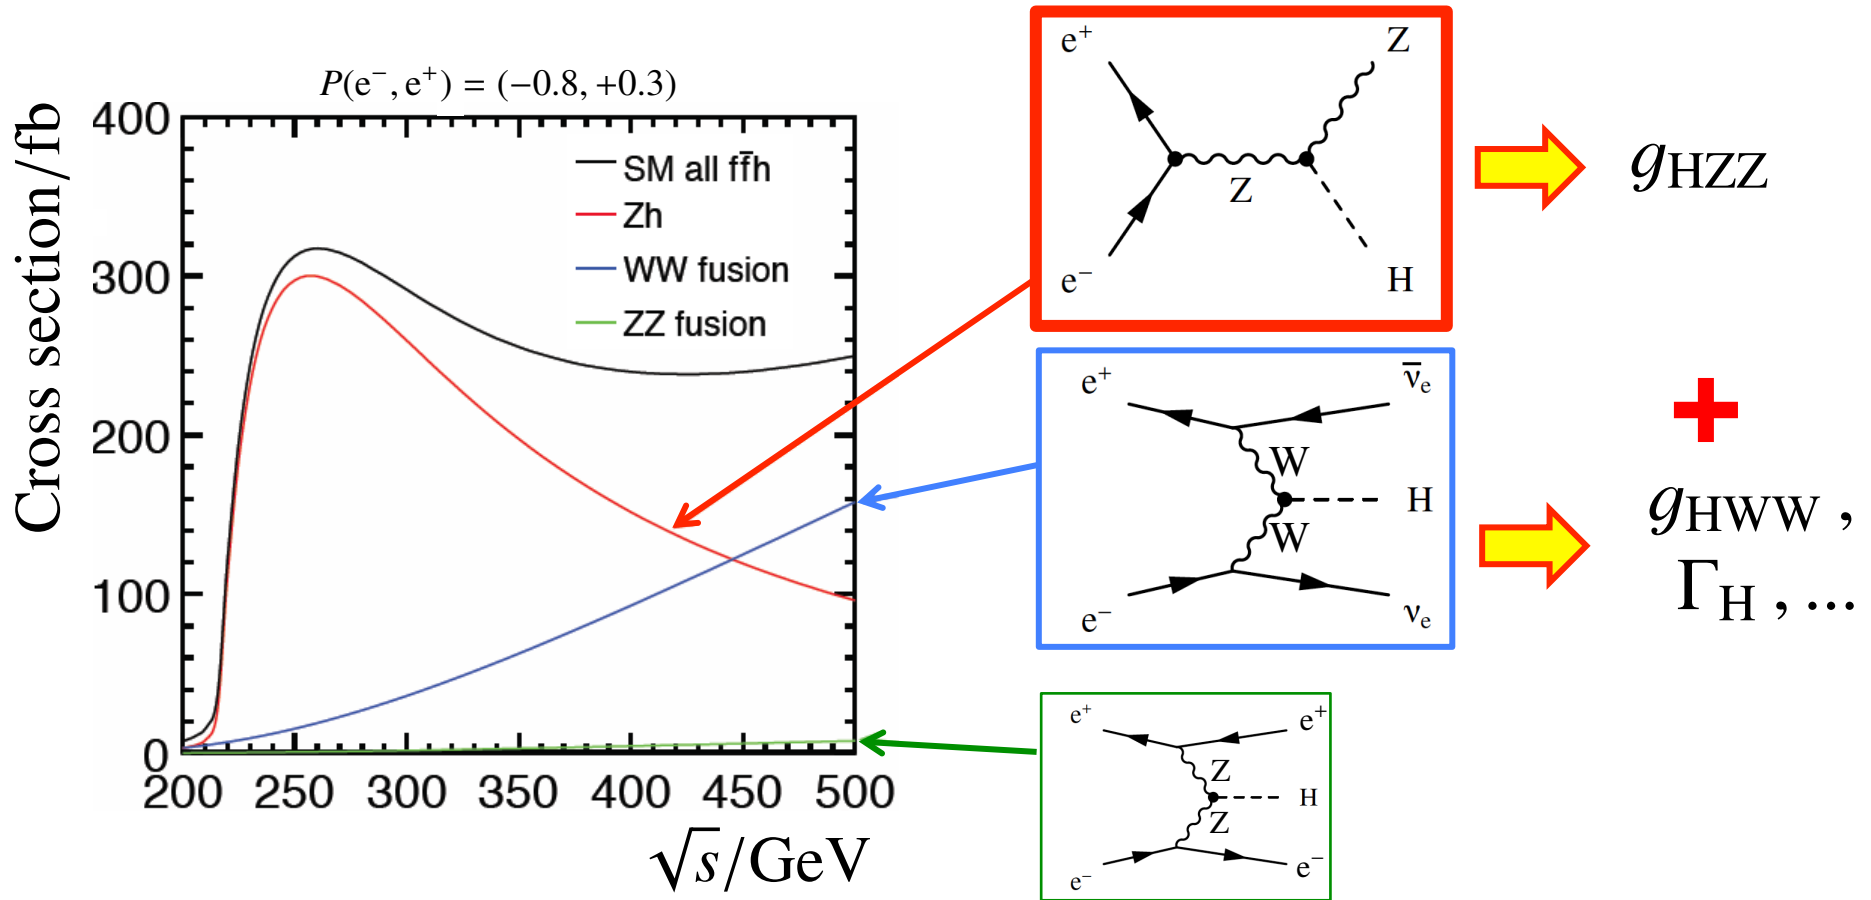 P(e⁻, e⁺) = (−0.8, +0.3)
Cross section/fb
400
300
200
100
0
200 250 300 350 400 450 500
√s/GeV
SM all ff̄h
Zh
WW fusion
ZZ fusion
e⁺ Z
Z
e⁻ H
g_HZZ
e⁺ ν̄ₑ
W
H
W
e⁻ νₑ
+
g_HWW ,
Γ_H , ...
e⁺ e⁺
Z
H
Z
e⁻ e⁻